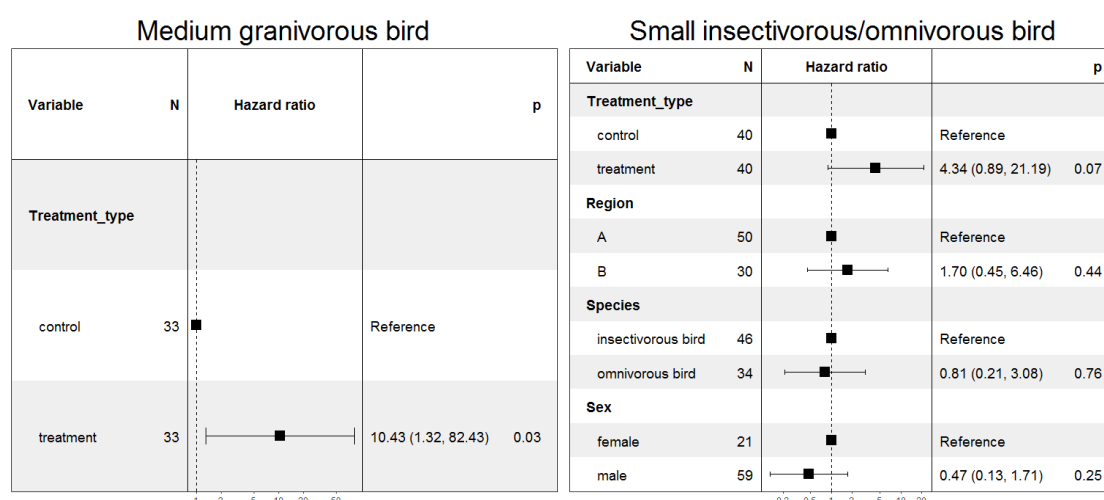 Medium granivorous bird
Variable N Hazard ratio p
Treatment_type
control 33 Reference
treatment 33 10.43 (1.32, 82.43) 0.03
Small insectivorous/omnivorous bird
Variable N Hazard ratio p
Treatment_type
control 40 Reference
treatment 40 4.34 (0.89, 21.19) 0.07
Region
A 50 Reference
B 30 1.70 (0.45, 6.46) 0.44
Species
insectivorous bird 46 Reference
omnivorous bird 34 0.81 (0.21, 3.08) 0.76
Sex
female 21 Reference
male 59 0.47 (0.13, 1.71) 0.25